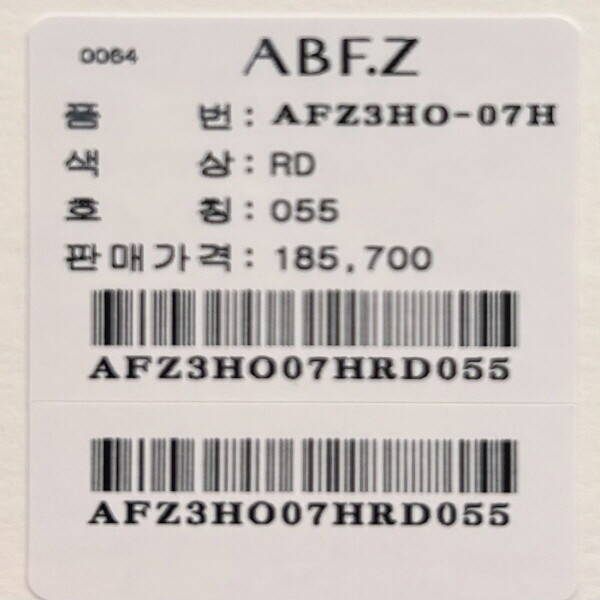 0064 ABF.Z
품 번 : AFZ3HO-07H
색 상 : RD
호 칭 : 055
판매가격 : 185,700
AFZ3HO07HRD055
AFZ3HO07HRD055